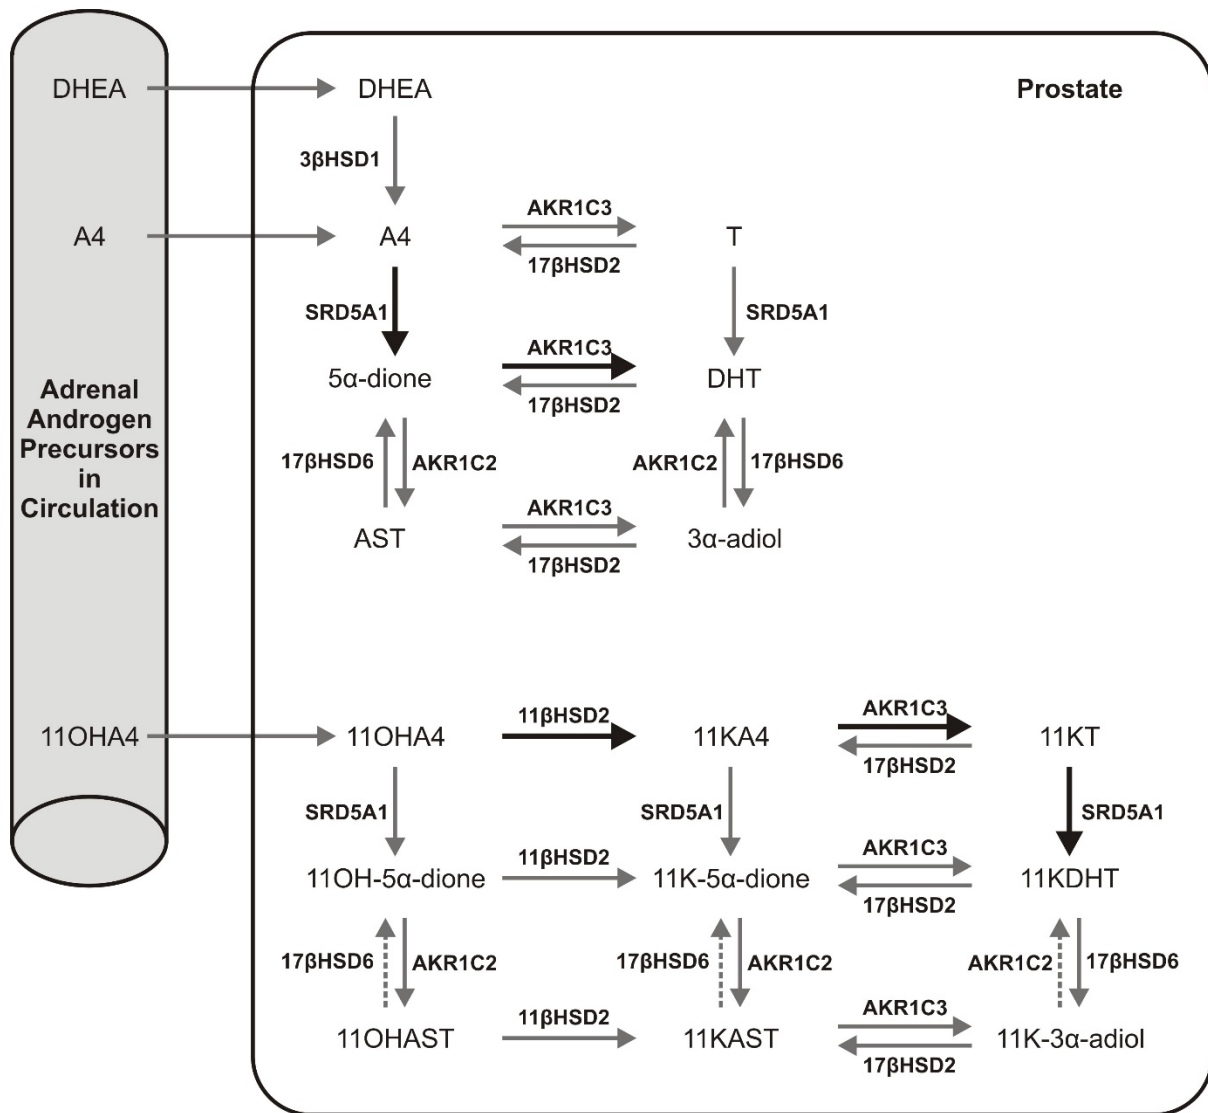 DHEA
DHEA
Prostate
3βHSD1
AKR1C3
A4
A4
T
17βHSD2
SRD5A1
SRD5A1
AKR1C3
5α-dione
DHT
17βHSD2
Adrenal
Androgen
Precursors
in
Circulation
17βHSD6
AKR1C2
AKR1C2
17βHSD6
AKR1C3
AST
3α-adiol
17βHSD2
11OHA4
11OHA4
11βHSD2
11KA4
AKR1C3
11KT
17βHSD2
SRD5A1
SRD5A1
SRD5A1
11OH-5α-dione
11βHSD2
11K-5α-dione
AKR1C3
11KDHT
17βHSD2
17βHSD6
AKR1C2
17βHSD6
AKR1C2
AKR1C2
17βHSD6
11OHAST
11βHSD2
11KAST
AKR1C3
11K-3α-adiol
17βHSD2